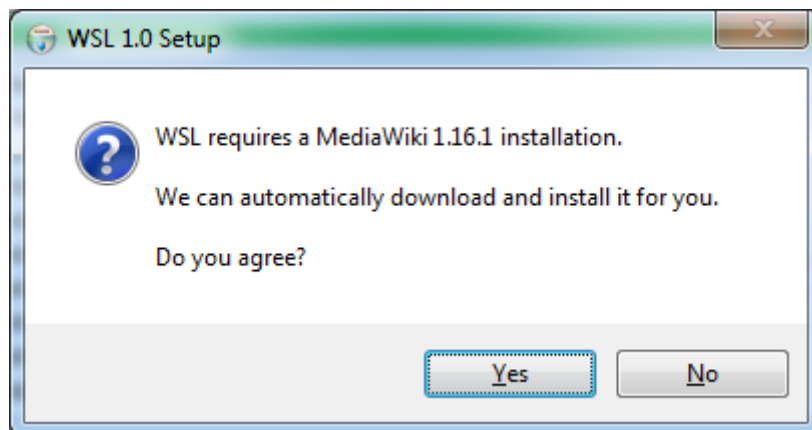 WSL 1.0 Setup
WSL requires a MediaWiki 1.16.1 installation.
We can automatically download and install it for you.
Do you agree?
Yes
No